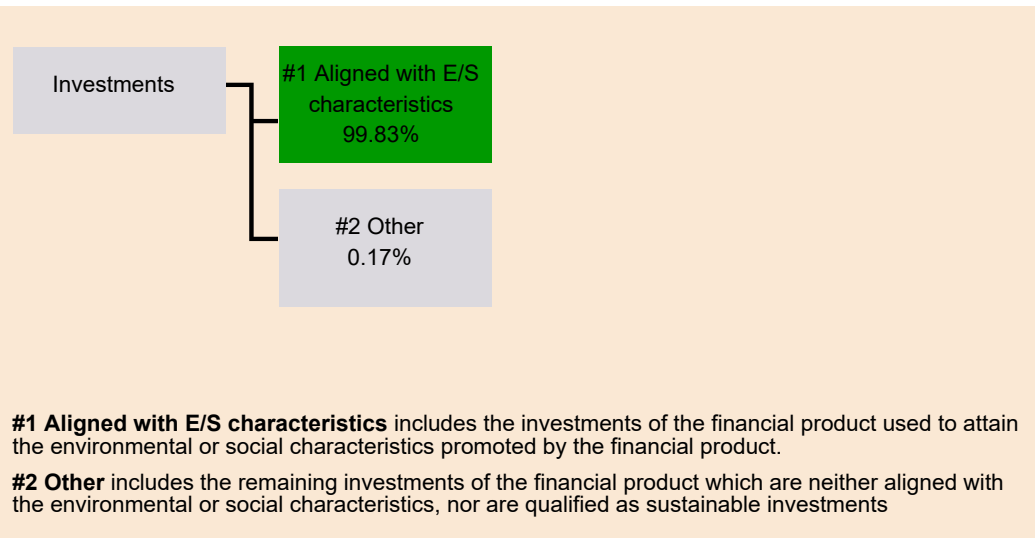 Investments
#1 Aligned with E/S
characteristics
99.83%
#2 Other
0.17%
#1 Aligned with E/S characteristics includes the investments of the financial product used to attain
the environmental or social characteristics promoted by the financial product.
#2 Other includes the remaining investments of the financial product which are neither aligned with
the environmental or social characteristics, nor are qualified as sustainable investments